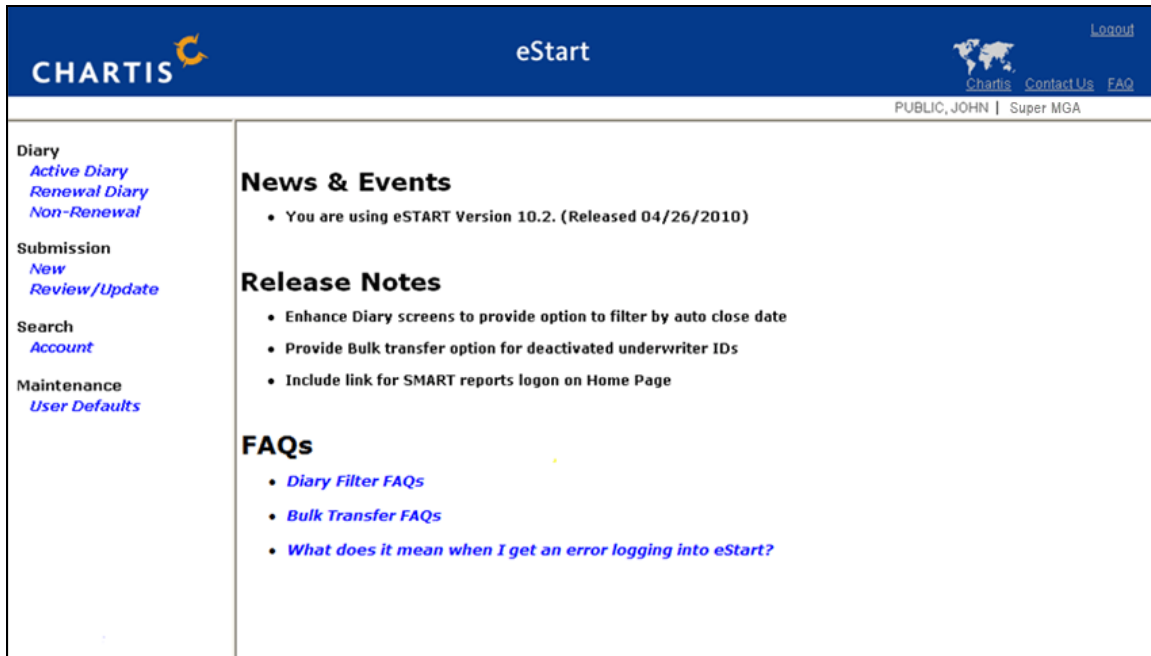 CHARTIS
eStart
Logout
Chartis Contact Us FAQ
PUBLIC, JOHN | Super MGA
Diary
Active Diary
Renewal Diary
Non-Renewal
Submission
New
Review/Update
Search
Account
Maintenance
User Defaults
News & Events
• You are using eSTART Version 10.2. (Released 04/26/2010)
Release Notes
• Enhance Diary screens to provide option to filter by auto close date
• Provide Bulk transfer option for deactivated underwriter IDs
• Include link for SMART reports logon on Home Page
FAQs
• Diary Filter FAQs
• Bulk Transfer FAQs
• What does it mean when I get an error logging into eStart?